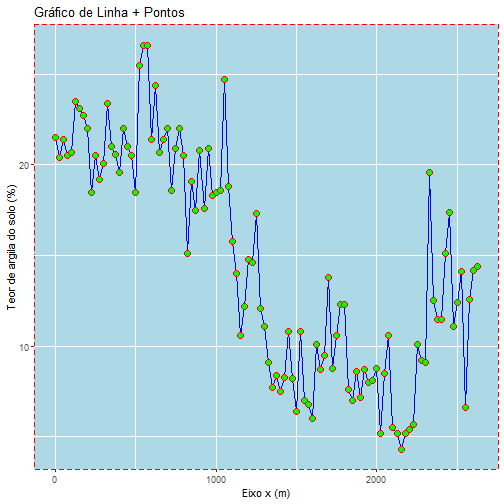 Gráfico de Linha + Pontos
Teor de argila do solo (%)
20
10
0
1000
2000
Eixo x (m)